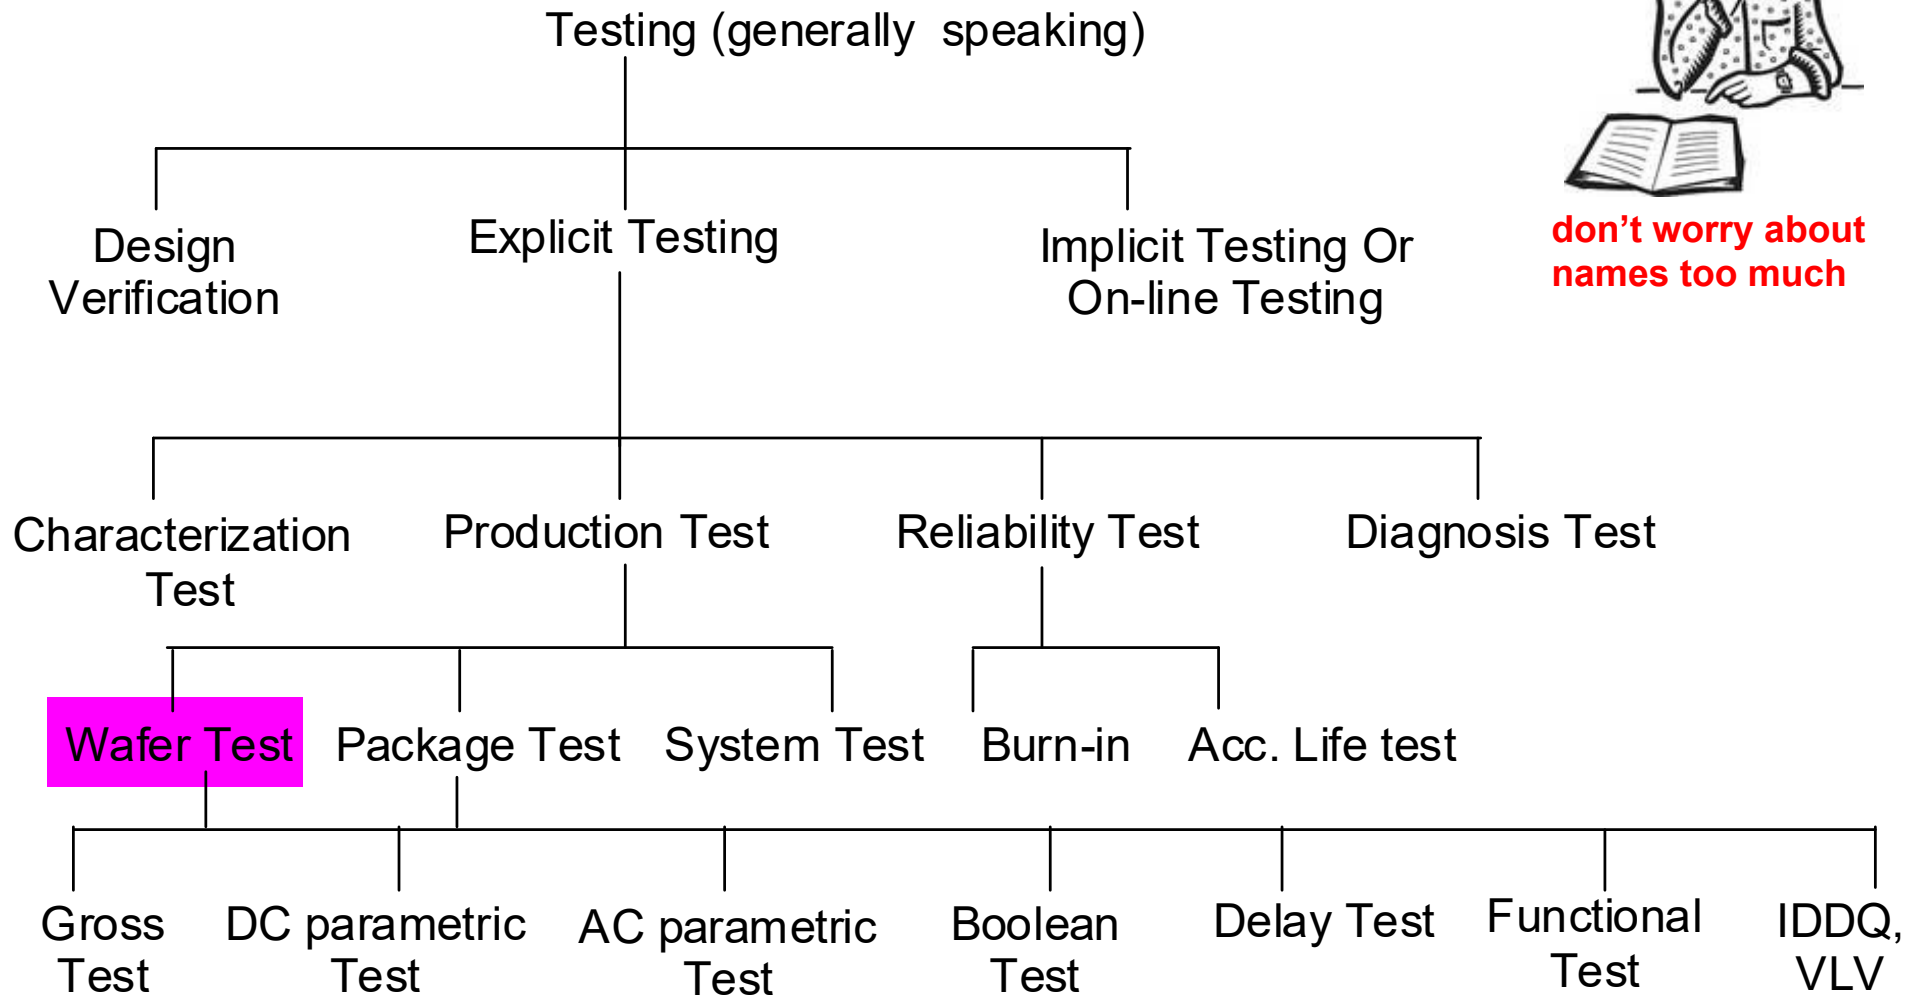 Testing (generally speaking)
Design
Verification
Explicit Testing
Implicit Testing Or
On-line Testing
don't worry about
names too much
Characterization
Test
Production Test
Reliability Test
Diagnosis Test
Wafer Test
Package Test
System Test
Burn-in
Acc. Life test
Gross
Test
DC parametric
Test
AC parametric
Test
Boolean
Test
Delay Test
Functional
Test
IDDQ,
VLV